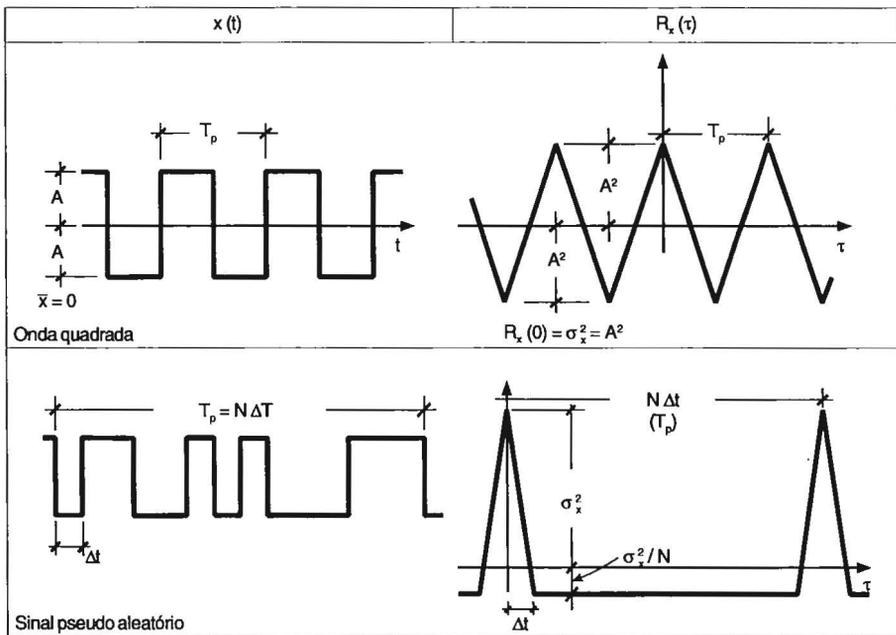 x (t)
Rₓ (τ)
Tₚ
A
A
t
x̄ = 0
Onda quadrada
Tₚ
A²
A²
τ
Rₓ (0) = σₓ² = A²
Tₚ = N ΔT
Δt
Sinal pseudo aleatório
N Δt
(Tₚ)
σₓ²
σₓ²/N
τ
Δt